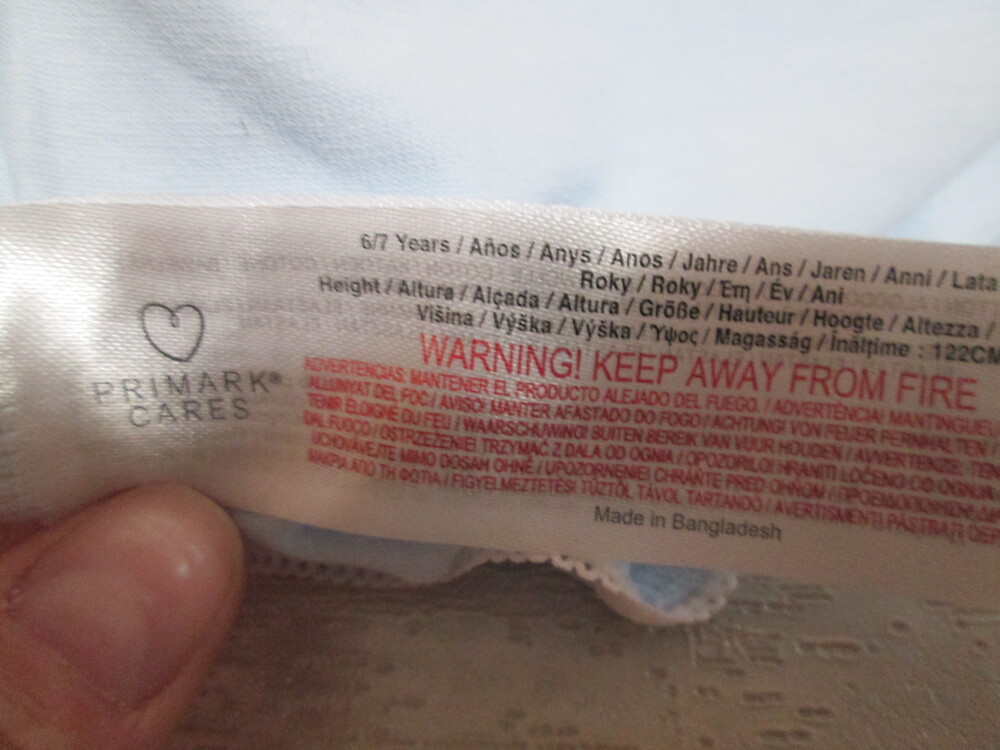 6/7 Years / Años / Anys / Anos / Jahre / Ans / Jaren / Anni / Lata
Roky / Roky / Έτη / Év / Ani
Height / Altura / Alçada / Altura / Größe / Hauteur / Hoogte / Altezza /
Višina / Výška / Výška / Ύψος / Magasság / Înălțime : 122CM
PRIMARK®
CARES
WARNING! KEEP AWAY FROM FIRE
ADVERTENCIAS: MANTENER EL PRODUCTO ALEJADO DEL FUEGO. / ADVERTÈNCIA! MANTINGUEU
ALLUNYAT DEL FOC / AVISO! MANTER AFASTADO DO FOGO / ACHTUNG! VON FEUER FERNHALTEN /
TENIR ÉLOIGNÉ DU FEU / WAARSCHUWING! BUITEN BEREIK VAN VUUR HOUDEN / AVVERTENZE: TEN
DAL FUOCO / OSTRZEŻENIE! TRZYMAĆ Z DALA OD OGNIA / OPOZORILO! HRANITI LOČENO OD OGNJA
UCHOVÁVEJTE MIMO DOSAH OHNĚ / UPOZORNENIE! CHRÁŇTE PRED OHŇOM /
ΜΑΚΡΙΑ ΑΠΟ ΤΗ ΦΩΤΙΑ / FIGYELMEZTETÉS! TŰZTŐL TÁVOL TARTANDÓ / AVERTISMENT! PĂSTRAȚI
Made in Bangladesh